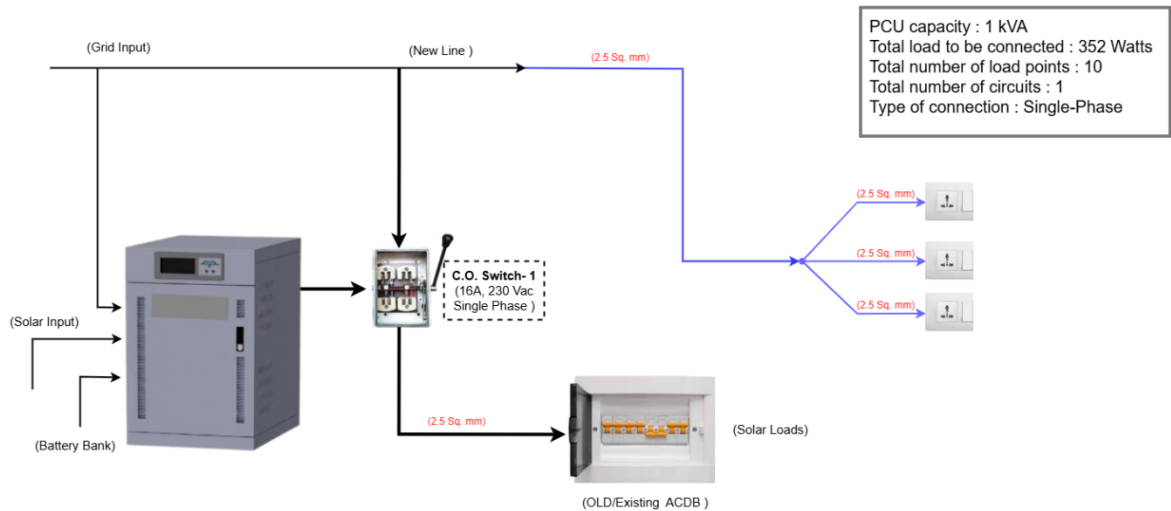 PCU capacity : 1 kVA
Total load to be connected : 352 Watts
Total number of load points : 10
Total number of circuits : 1
Type of connection : Single-Phase
(Grid Input)
(New Line )
(2.5 Sq. mm)
(2.5 Sq. mm)
(2.5 Sq. mm)
(2.5 Sq. mm)
C.O. Switch- 1
(16A, 230 Vac
Single Phase )
(Solar Input)
(Battery Bank)
(2.5 Sq. mm)
(Solar Loads)
(OLD/Existing ACDB )